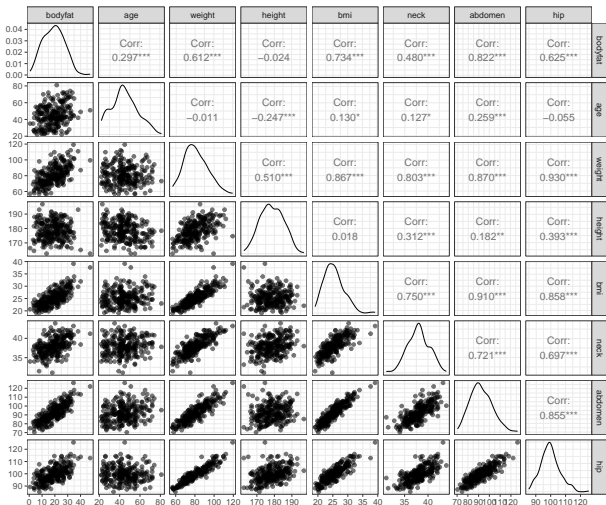 bodyfat age weight height bmi neck abdomen hip
0.04
0.03
0.02
0.01
0.00
Corr:
0.297***
Corr:
0.612***
Corr:
−0.024
Corr:
0.734***
Corr:
0.480***
Corr:
0.822***
Corr:
0.625***
bodyfat
80
60
40
20
Corr:
−0.011
Corr:
−0.247***
Corr:
0.130*
Corr:
0.127*
Corr:
0.259***
Corr:
−0.055
age
120
100
80
60
Corr:
0.510***
Corr:
0.867***
Corr:
0.803***
Corr:
0.870***
Corr:
0.930***
weight
190
180
170
Corr:
0.018
Corr:
0.312***
Corr:
0.182**
Corr:
0.393***
height
40
35
30
25
20
Corr:
0.750***
Corr:
0.910***
Corr:
0.858***
bmi
40
35
Corr:
0.721***
Corr:
0.697***
neck
120
110
100
90
80
70
Corr:
0.855***
abdomen
120
110
100
90
hip
0 10 20 30 40
20 40 60 80
60 80 100 120
170 180 190
20 25 30 35 40
35 40
70 80 90 100 110 120
90 100 110 120